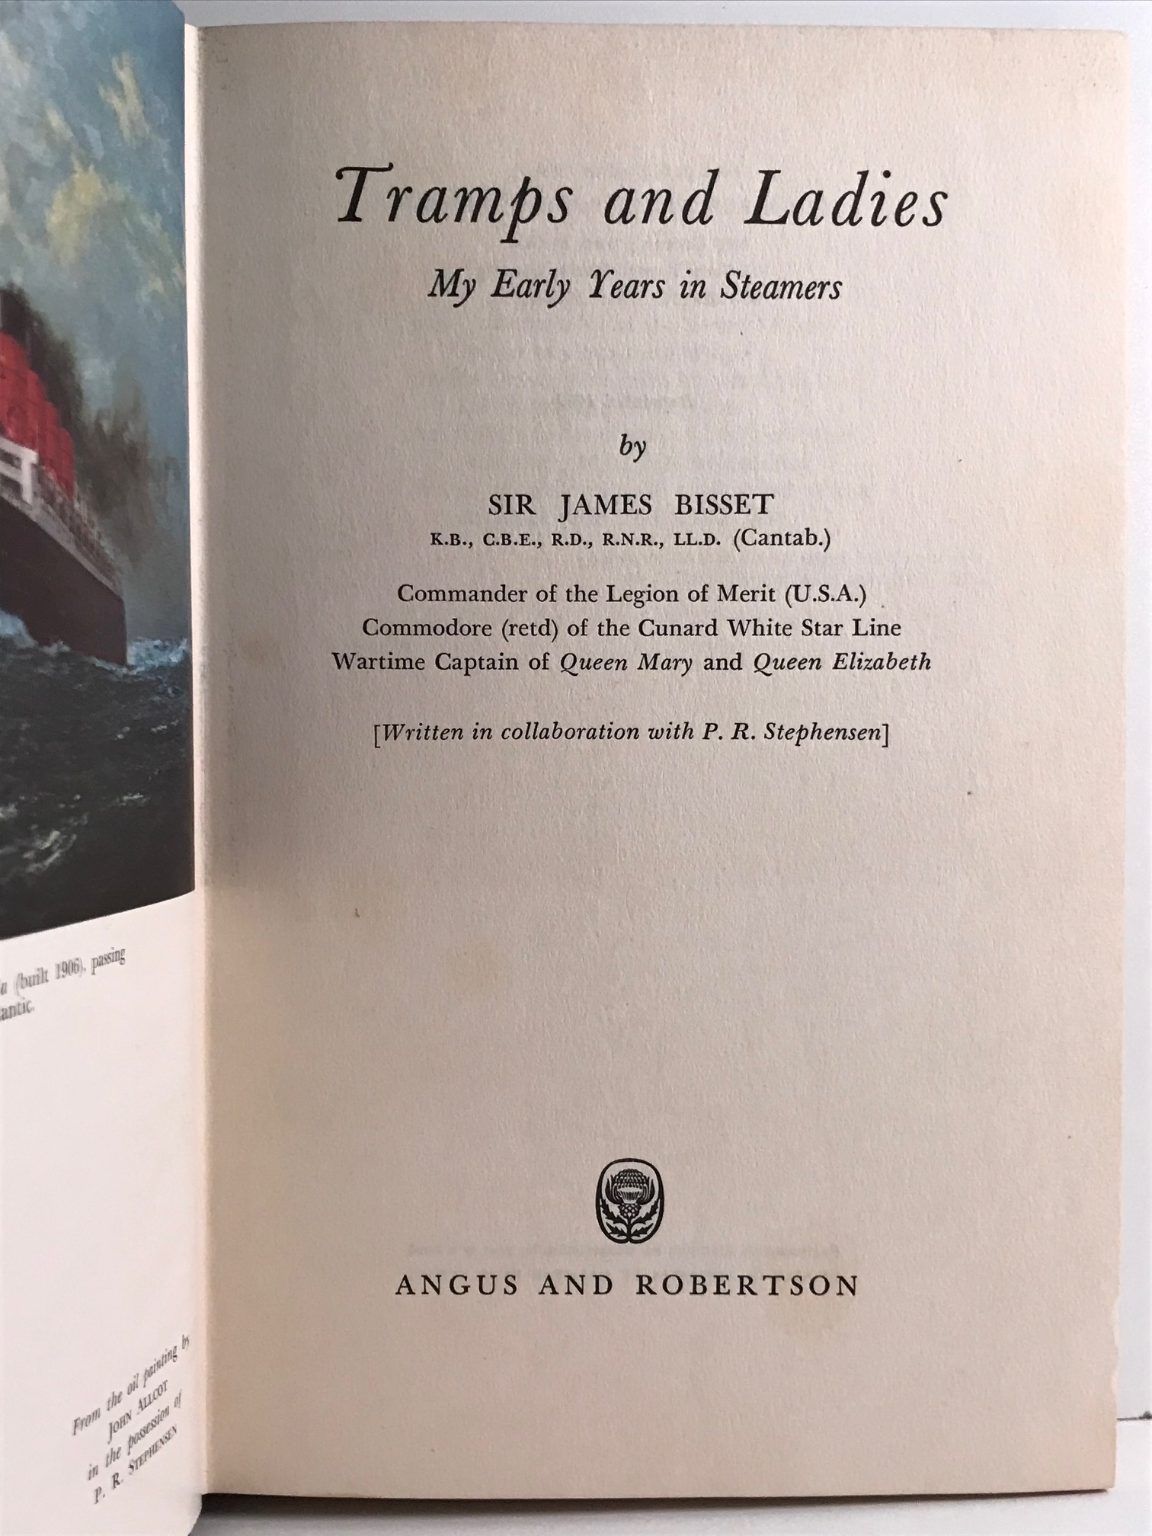 Tramps and Ladies
My Early Years in Steamers
by
SIR JAMES BISSET
K.B., C.B.E., R.D., R.N.R., LL.D. (Cantab.)
Commander of the Legion of Merit (U.S.A.)
Commodore (retd) of the Cunard White Star Line
Wartime Captain of Queen Mary and Queen Elizabeth
[Written in collaboration with P. R. Stephensen]
ANGUS AND ROBERTSON
(built 1906), passing
From the oil painting by
JOHN ALLCOT
in the possession of
P. R. STEPHENSEN